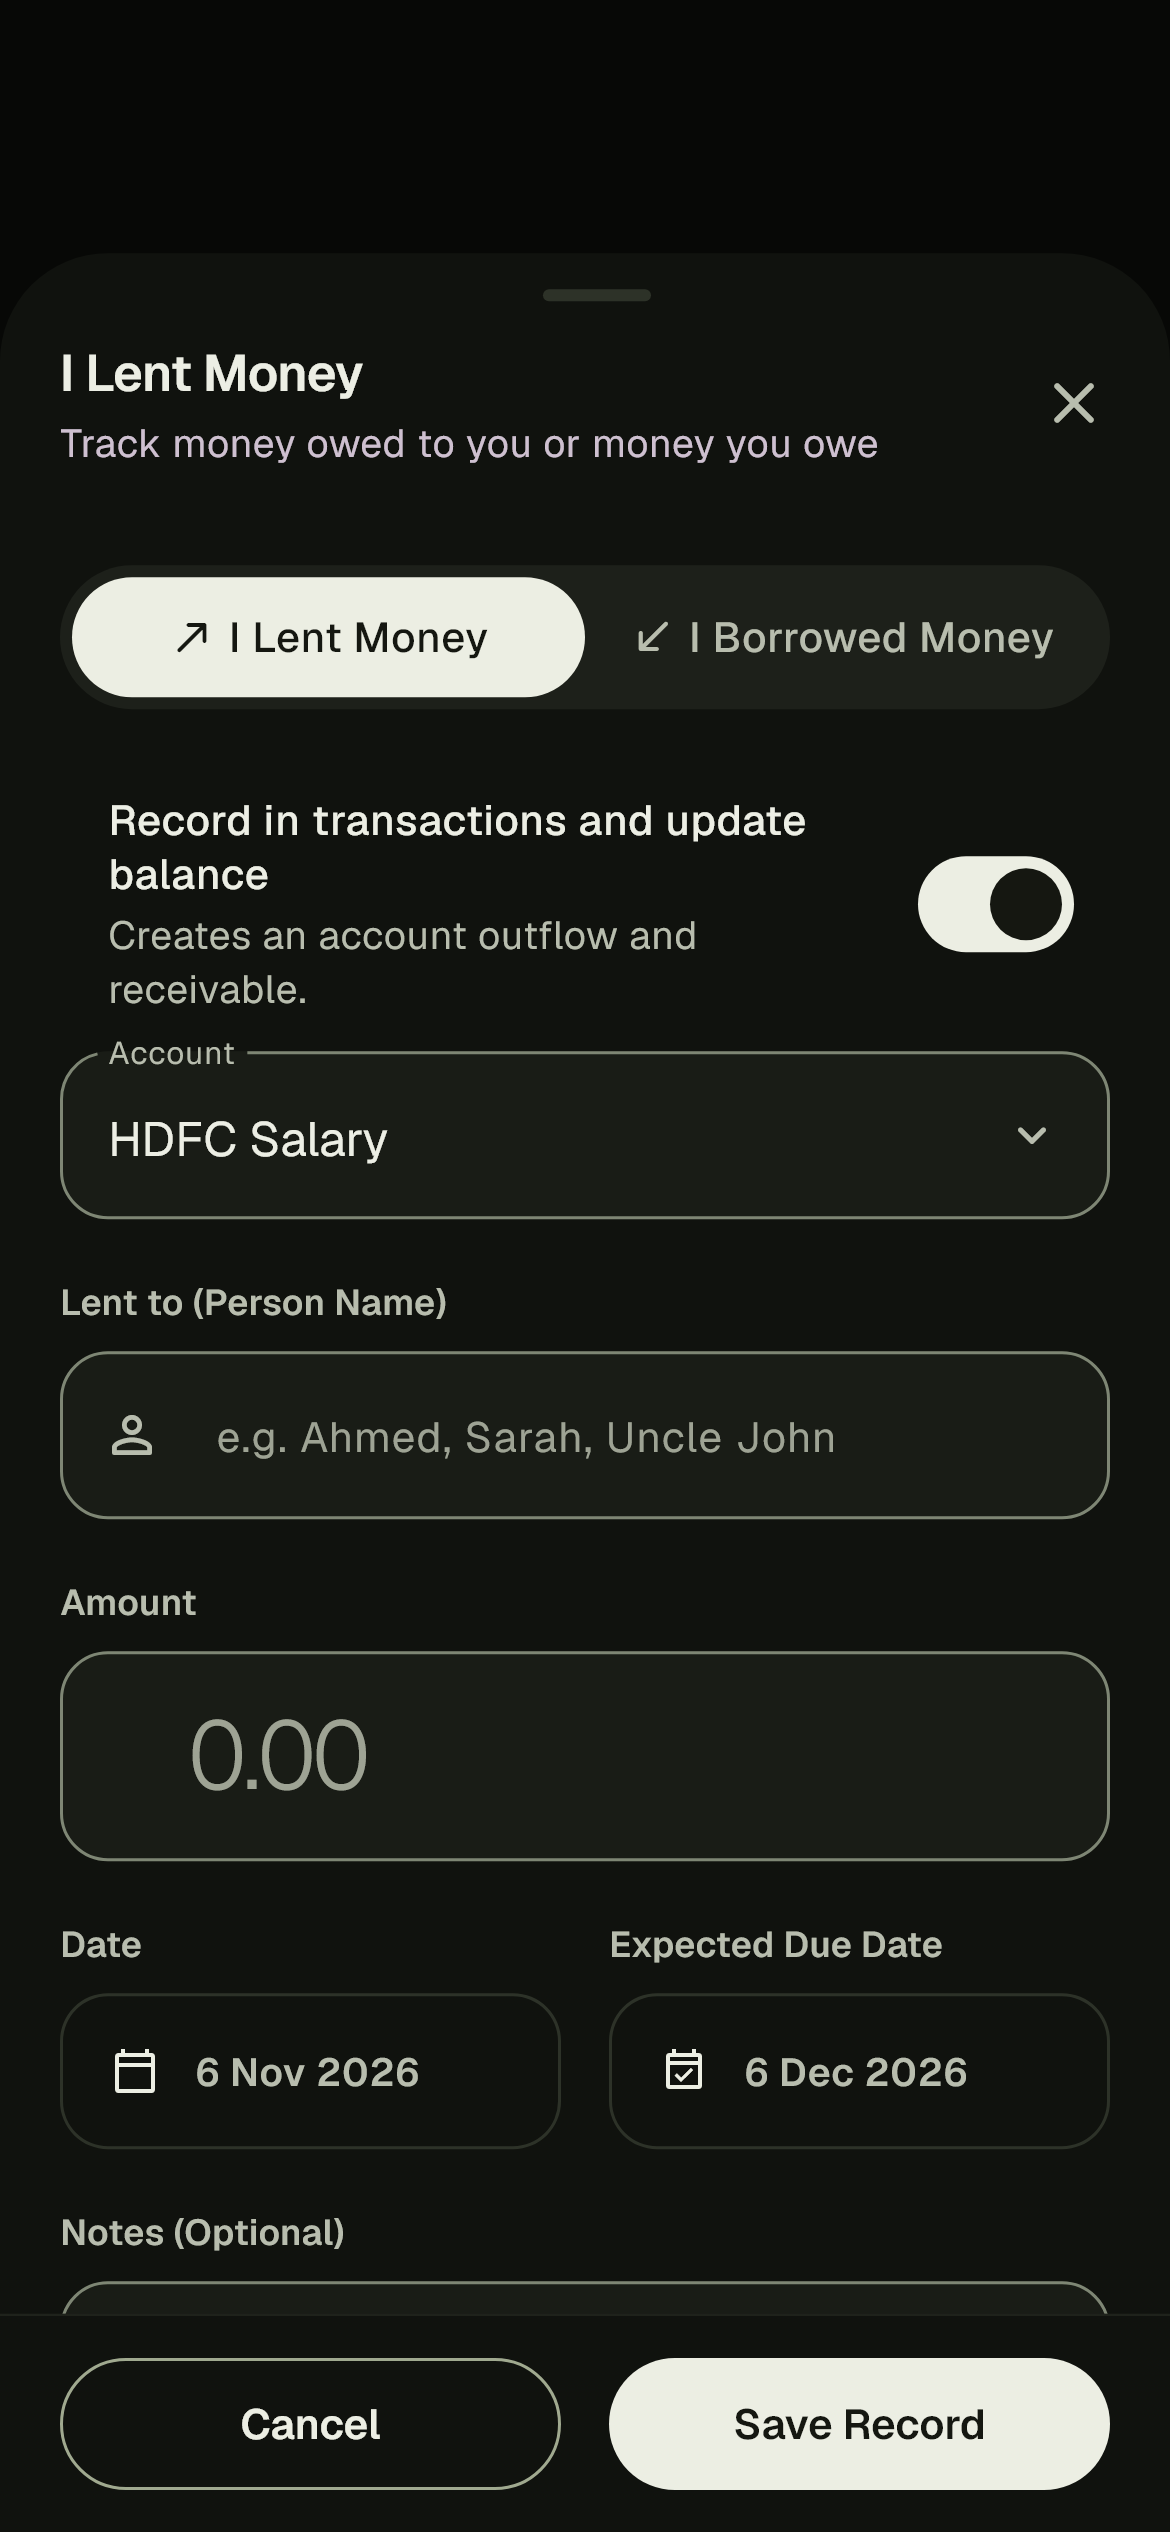 I Lent Money
Track money owed to you or money you owe
I Lent Money
I Borrowed Money
Record in transactions and update
balance
Creates an account outflow and
receivable.
Account
HDFC Salary
Lent to (Person Name)
e.g. Ahmed, Sarah, Uncle John
Amount
0.00
Date
Expected Due Date
6 Nov 2026
6 Dec 2026
Notes (Optional)
Cancel
Save Record